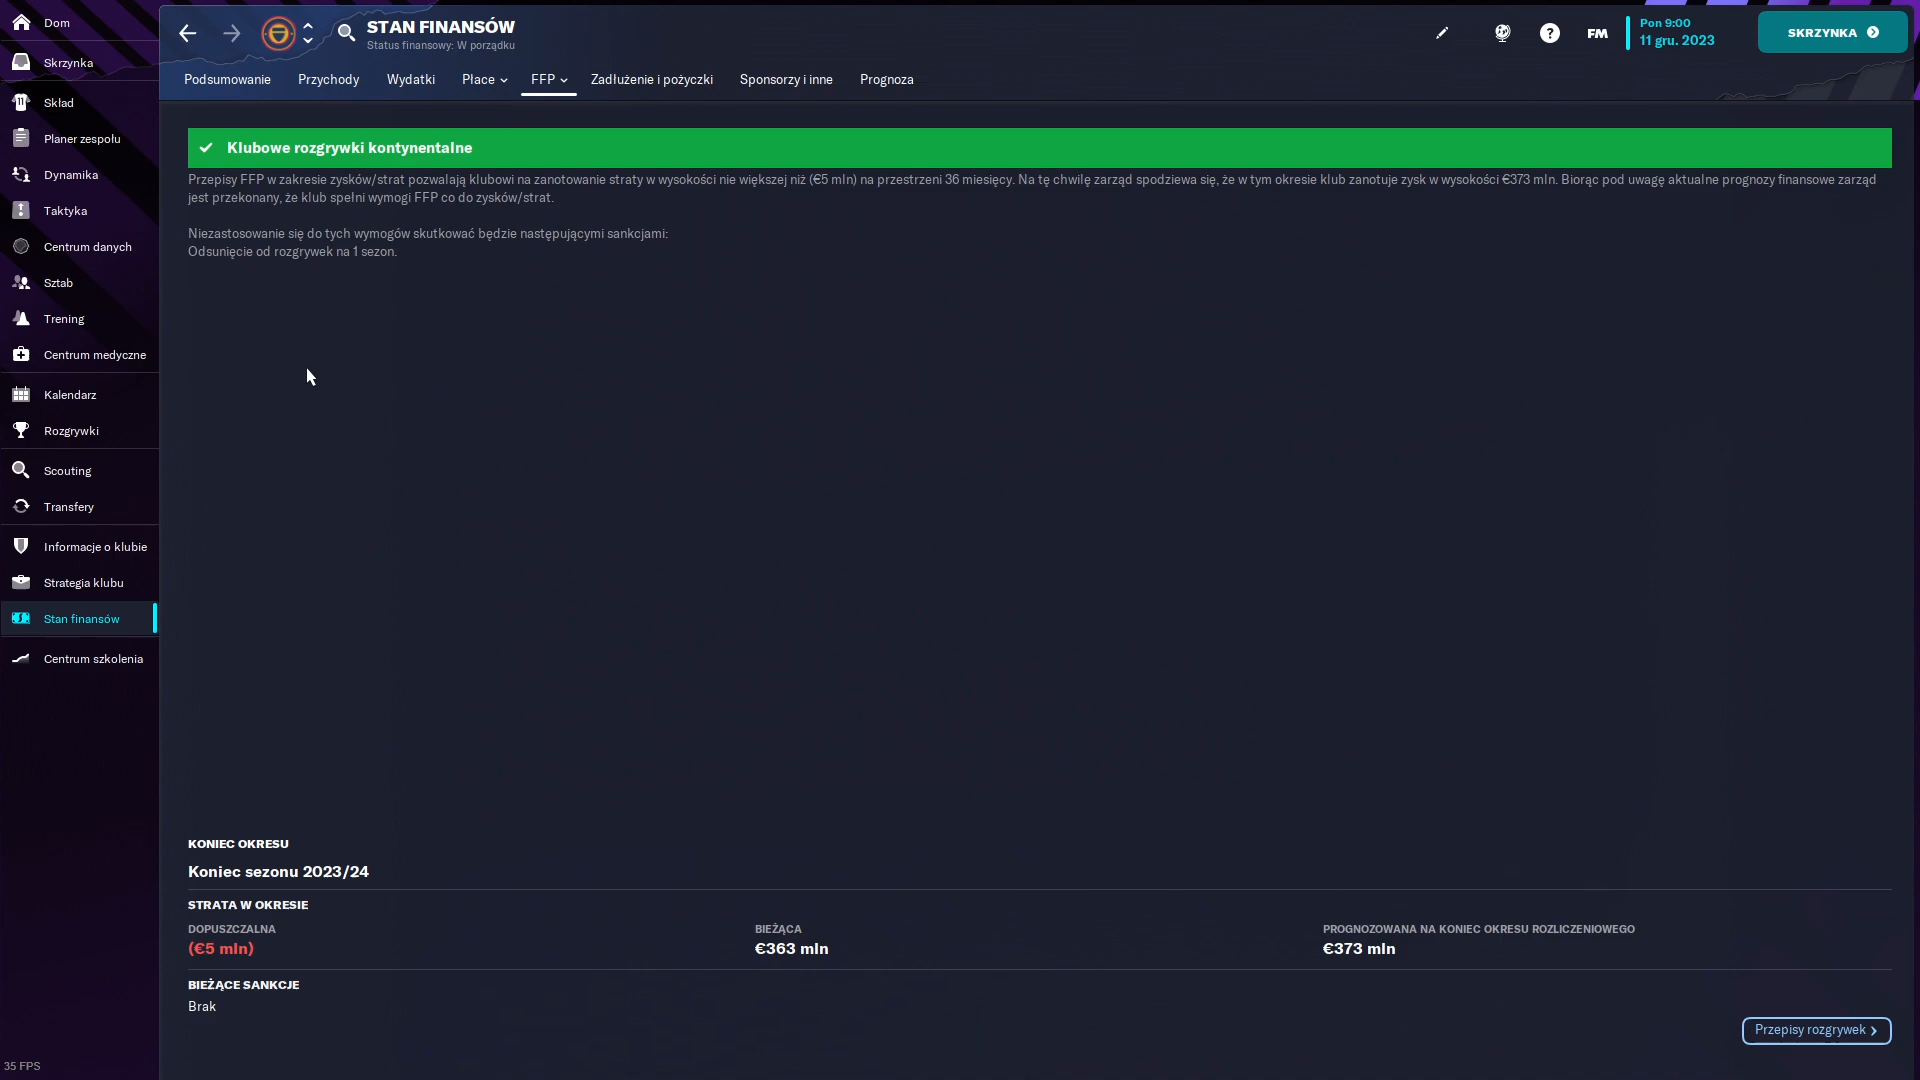 Dom
Skrzynka
Skład
Planer zespołu
Dynamika
Taktyka
Centrum danych
Sztab
Trening
Centrum medyczne
Kalendarz
Rozgrywki
Scouting
Transfery
Informacje o klubie
Strategia klubu
Stan finansów
Centrum szkolenia
35 FPS
STAN FINANSÓW
Status finansowy: W porządku
FM
Pon 9:00
11 gru. 2023
SKRZYNKA
Podsumowanie Przychody Wydatki Płace FFP Zadłużenie i pożyczki Sponsorzy i inne Prognoza
Klubowe rozgrywki kontynentalne
Przepisy FFP w zakresie zysków/strat pozwalają klubowi na zanotowanie straty w wysokości nie większej niż (€5 mln) na przestrzeni 36 miesięcy. Na tę chwilę zarząd spodziewa się, że w tym okresie klub zanotuje zysk w wysokości €373 mln. Biorąc pod uwagę aktualne prognozy finansowe zarząd
jest przekonany, że klub spełni wymogi FFP co do zysków/strat.
Niezastosowanie się do tych wymogów skutkować będzie następującymi sankcjami:
Odsunięcie od rozgrywek na 1 sezon.
KONIEC OKRESU
Koniec sezonu 2023/24
STRATA W OKRESIE
DOPUSZCZALNA BIEŻĄCA PROGNOZOWANA NA KONIEC OKRESU ROZLICZENIOWEGO
(€5 mln) €363 mln €373 mln
BIEŻĄCE SANKCJE
Brak
Przepisy rozgrywek